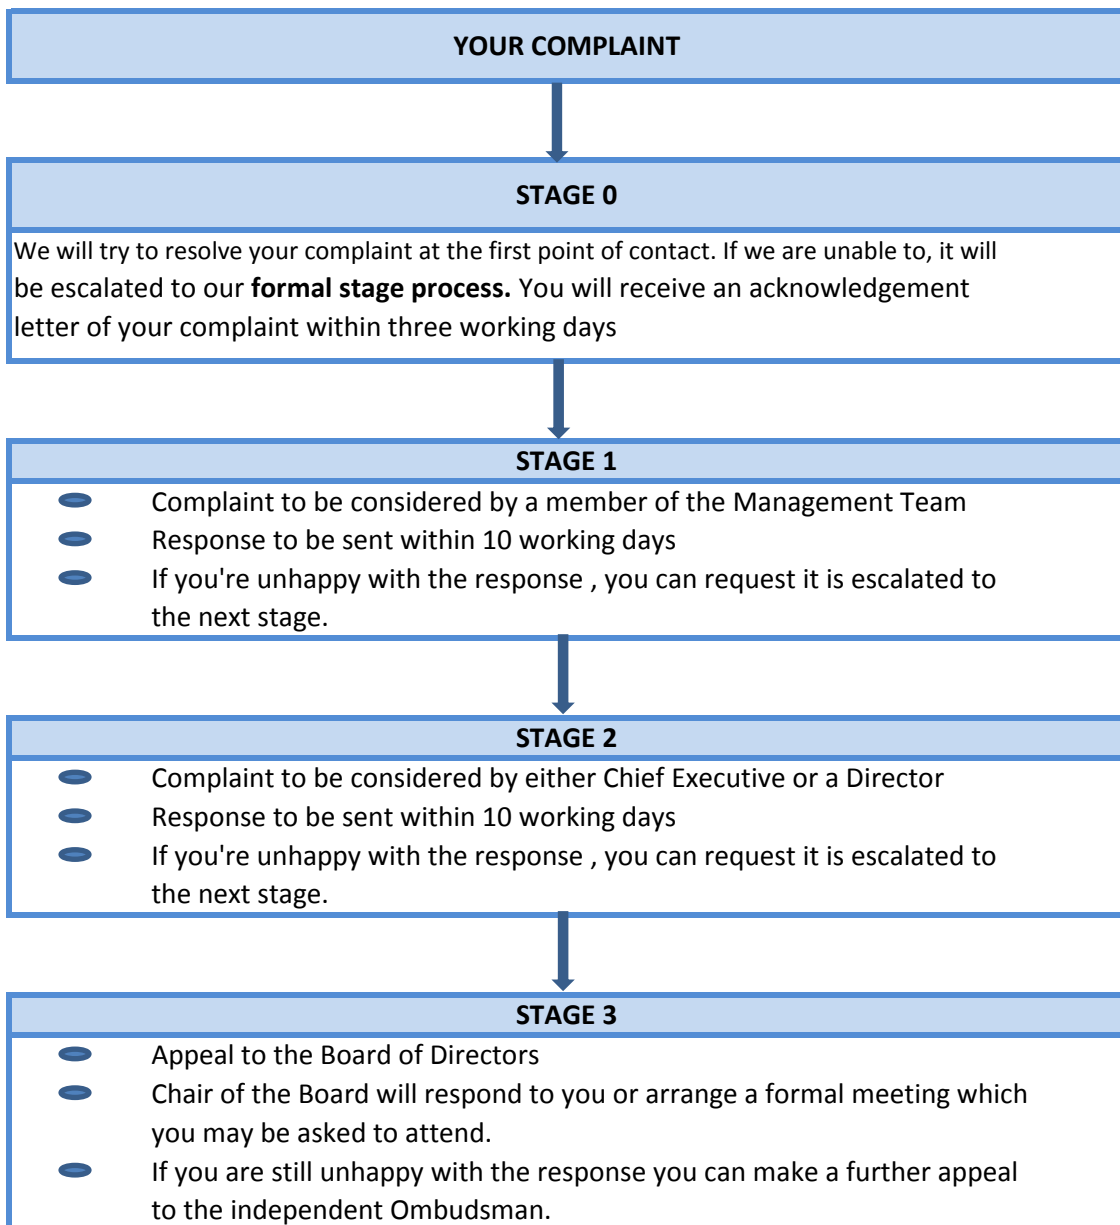 YOUR COMPLAINT
STAGE 0
We will try to resolve your complaint at the first point of contact. If we are unable to, it will
be escalated to our formal stage process. You will receive an acknowledgement
letter of your complaint within three working days
STAGE 1
Complaint to be considered by a member of the Management Team
Response to be sent within 10 working days
If you're unhappy with the response , you can request it is escalated to
the next stage.
STAGE 2
Complaint to be considered by either Chief Executive or a Director
Response to be sent within 10 working days
If you're unhappy with the response , you can request it is escalated to
the next stage.
STAGE 3
Appeal to the Board of Directors
Chair of the Board will respond to you or arrange a formal meeting which
you may be asked to attend.
If you are still unhappy with the response you can make a further appeal
to the independent Ombudsman.